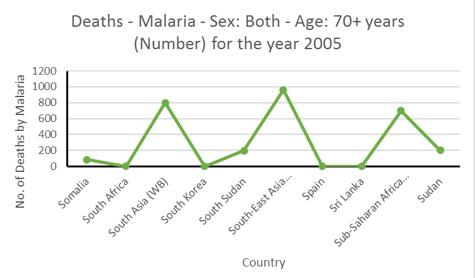 Deaths - Malaria - Sex: Both - Age: 70+ years
(Number) for the year 2005
No. of Deaths by Malaria
1200
1000
800
600
400
200
0
Somalia
South Africa
South Asia (WB)
South Korea
South Sudan
South-East Asia...
Spain
Sri Lanka
Sub-Saharan Africa...
Sudan
Country